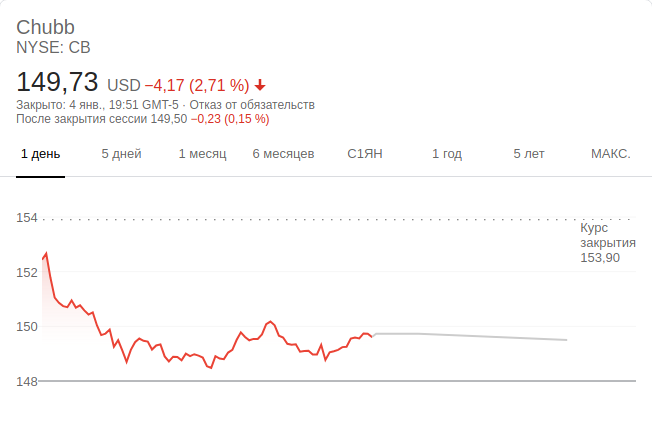 Chubb
NYSE: CB
149,73 USD −4,17 (2,71 %)
Закрыто: 4 янв., 19:51 GMT-5 · Отказ от обязательств
После закрытия сессии 149,50 −0,23 (0,15 %)
1 день 5 дней 1 месяц 6 месяцев С1ЯН 1 год 5 лет МАКС.
154
Курс
закрытия
153,90
152
150
148